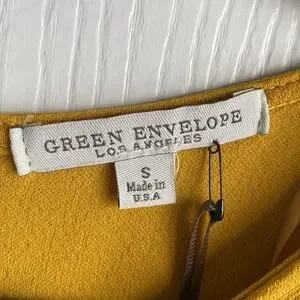 GREEN ENVELOPE
LOS ANGELES
S
Made in
U.S.A